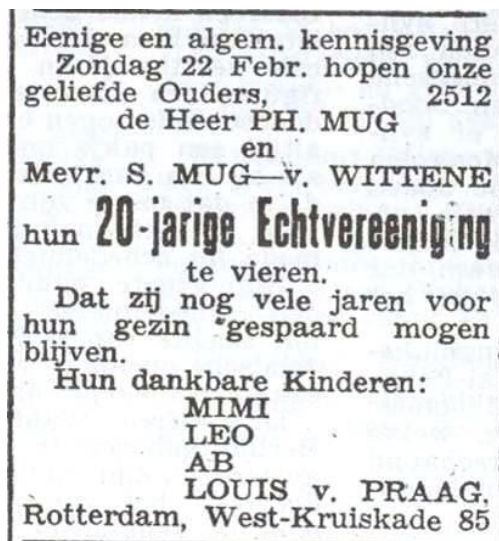 Eenige en algem. kennisgeving
Zondag 22 Febr. hopen onze
geliefde Ouders, 2512
de Heer PH. MUG
en
Mevr. S. MUG—v. WITTENE
hun 20-jarige Echtvereeniging
te vieren.
Dat zij nog vele jaren voor
hun gezin gespaard mogen
blijven.
Hun dankbare Kinderen:
MIMI
LEO
AB
LOUIS v. PRAAG.
Rotterdam, West-Kruiskade 85